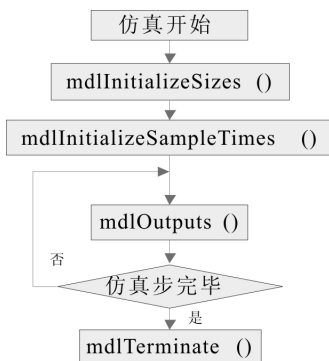 仿真开始
mdlInitializeSizes ()
mdlInitializeSampleTimes ()
mdlOutputs ()
否
仿真步完毕
是
mdlTerminate ()